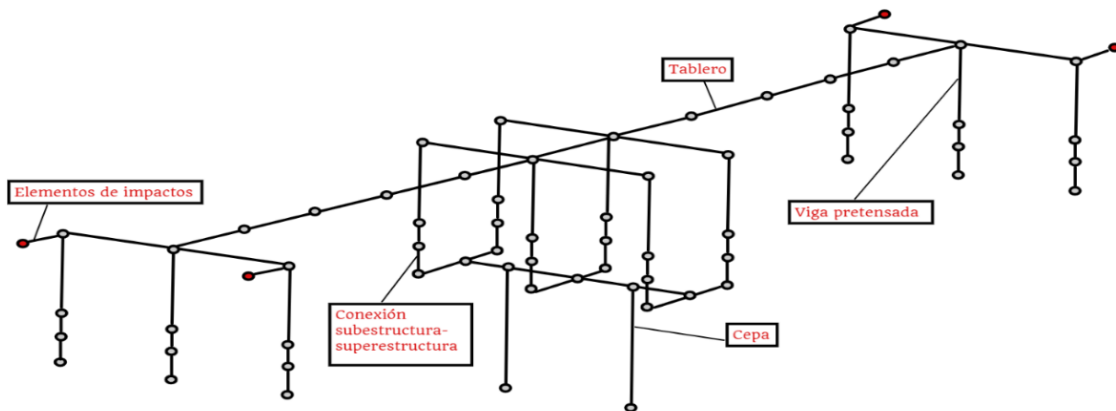 Tablero
Elementos de impactos
Viga pretensada
Conexión
subestructura-
superestructura
Cepa